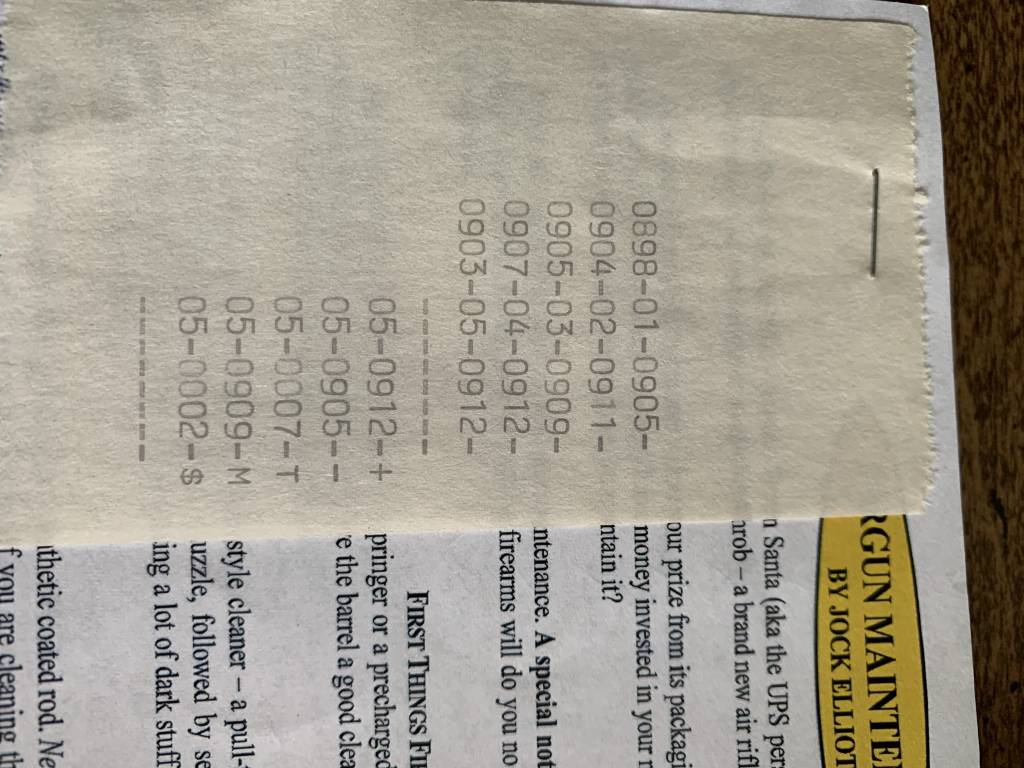 0898-01-0905-
0904-02-0911-
0905-03-0909-
0907-04-0912-
0903-05-0912-
--------
05-0912-+
05-0905--
05-0007-T
05-0909-M
05-0002-$
--------
RGUN MAINTE
BY JOCK ELLIOT
n Santa (aka the UPS pers
nrob – a brand new air rifl
our prize from its packagi
money invested in your
ntain it?
ntenance. A special not
firearms will do you no
FIRST THINGS FI
pringer or a precharged
e the barrel a good clea
style cleaner – a pull-
uzzle, followed by se
ing a lot of dark stuff
thetic coated rod. Ne
f you are cleaning th